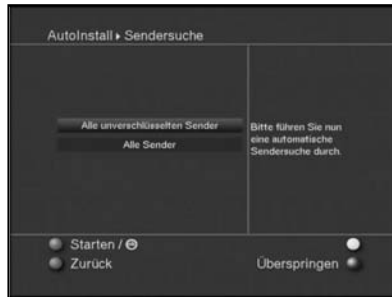 AutoInstall ▸ Sendersuche
Alle unverschlüsselten Sender
Alle Sender
Bitte führen Sie nun
eine automatische
Sendersuche durch.
Starten /
Zurück
Überspringen